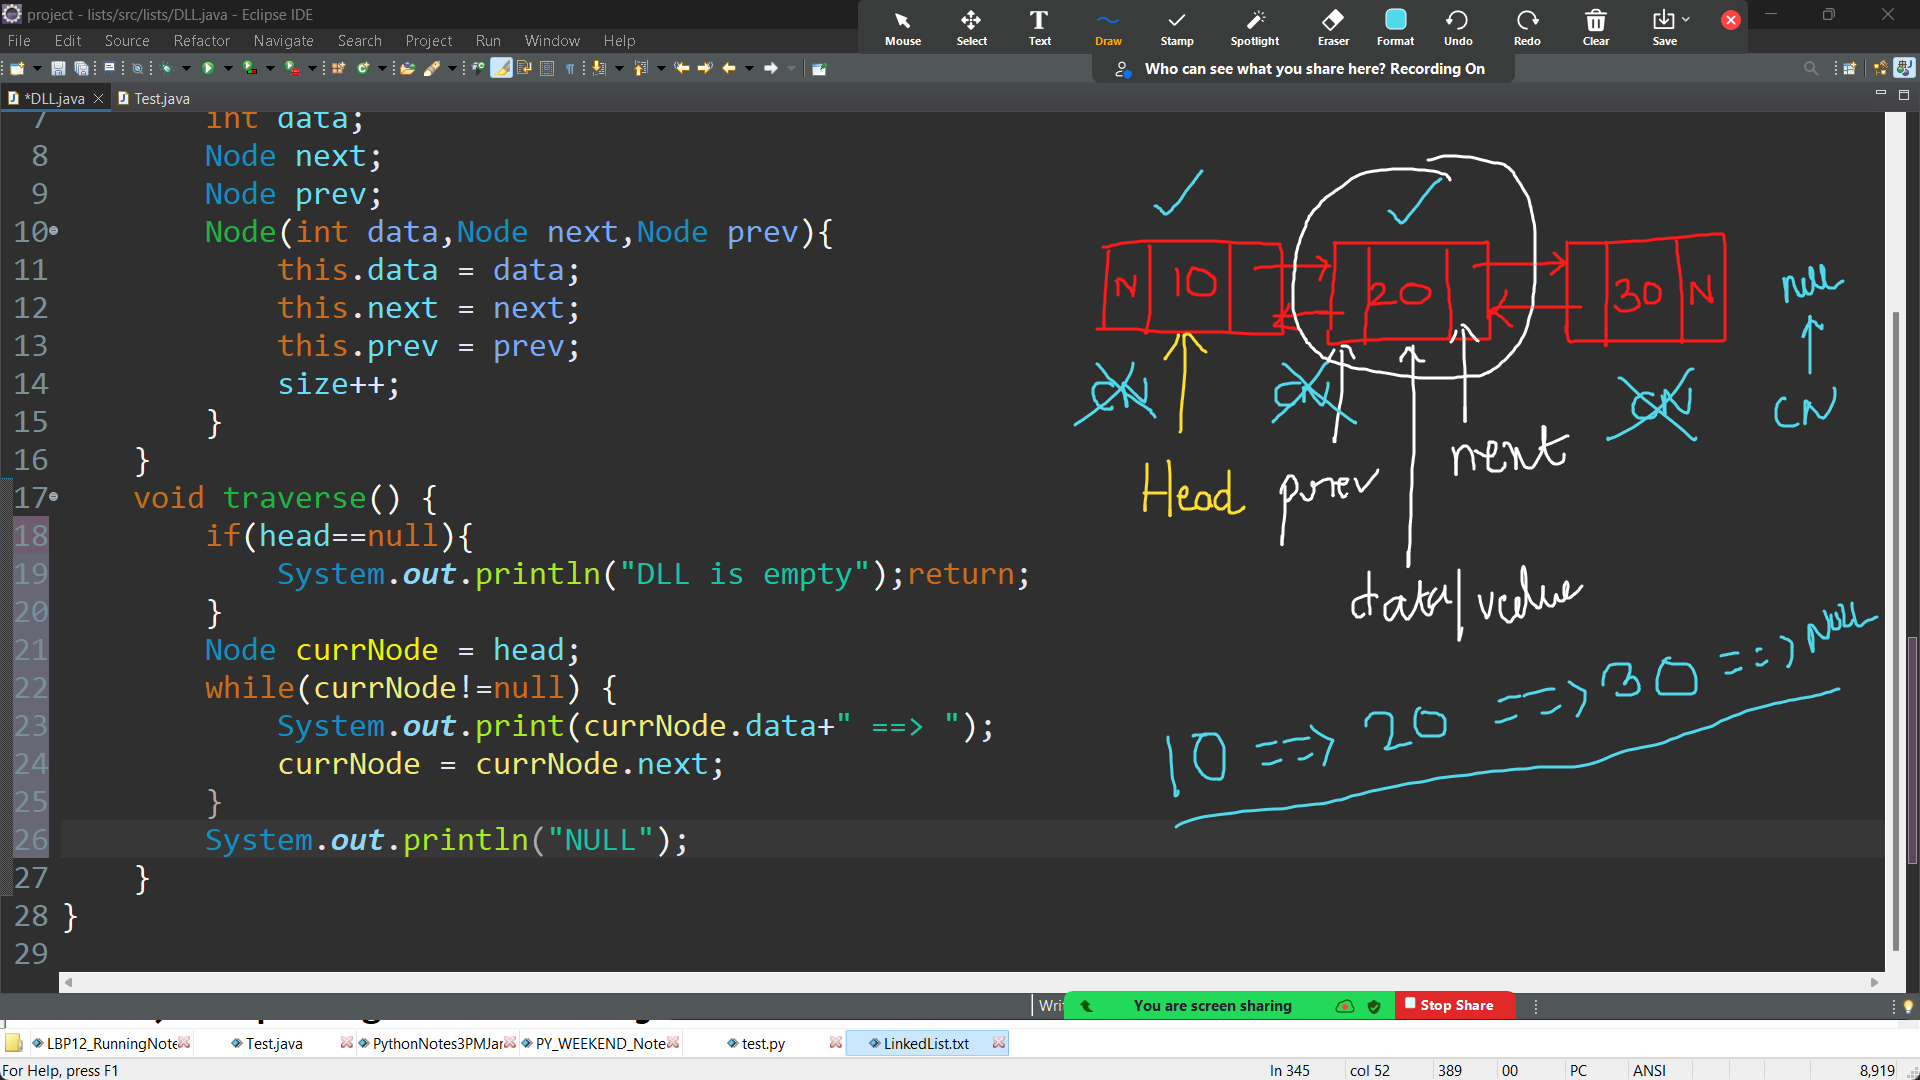 project - lists/src/lists/DLL.java - Eclipse IDE
File Edit Source Refactor Navigate Search Project Run Window Help
Mouse Select Text Draw Stamp Spotlight Eraser Format Undo Redo Clear Save
Who can see what you share here? Recording On
*DLL.java Test.java
7 int data;
8 Node next;
9 Node prev;
10 Node(int data,Node next,Node prev){
11 this.data = data;
12 this.next = next;
13 this.prev = prev;
14 size++;
15 }
16 }
17 void traverse() {
18 if(head==null){
19 System.out.println("DLL is empty");return;
20 }
21 Node currNode = head;
22 while(currNode!=null) {
23 System.out.print(currNode.data+" ==> ");
24 currNode = currNode.next;
25 }
26 System.out.println("NULL");
27 }
28 }
29
N 10 20 30 N
null
CN CN CN CN
Head prev next
data/value
10 ==> 20 ==> 30 ==> NULL
Wri
You are screen sharing Stop Share
LBP12_RunningNote Test.java PythonNotes3PMJar PY_WEEKEND_Note test.py LinkedList.txt
For Help, press F1 ln 345 col 52 389 00 PC ANSI 8,919